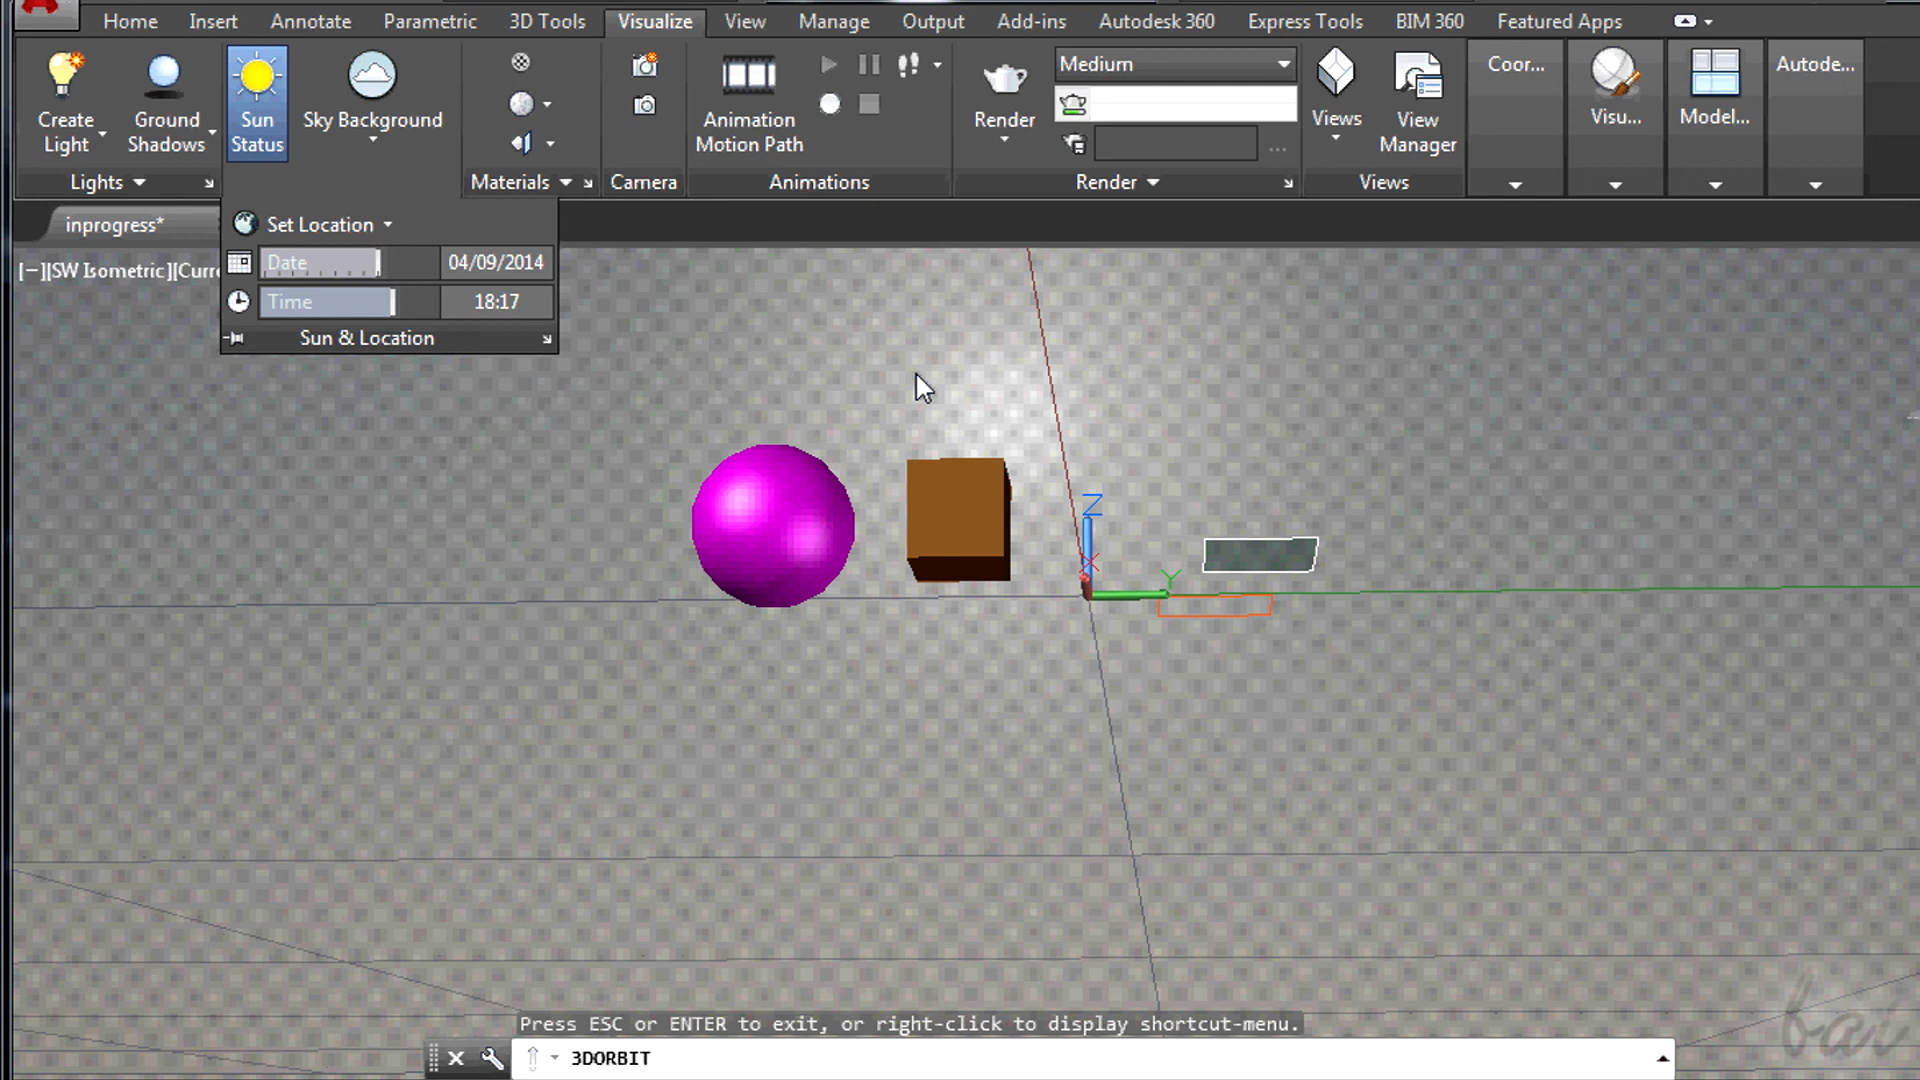 Home Insert Annotate Parametric 3D Tools Visualize View Manage Output Add-ins Autodesk 360 Express Tools BIM 360 Featured Apps
Create Light
Ground Shadows
Sun Status
Sky Background
Animation Motion Path
Render
Medium
Views
View Manager
Coor...
Visu...
Model...
Autode...
Lights Materials Camera Animations Render Views
inprogress*
Set Location
[−][SW Isometric][Curre
Date 04/09/2014
Time 18:17
Sun & Location
Z
X
Y
Press ESC or ENTER to exit, or right-click to display shortcut-menu.
3DORBIT
bai